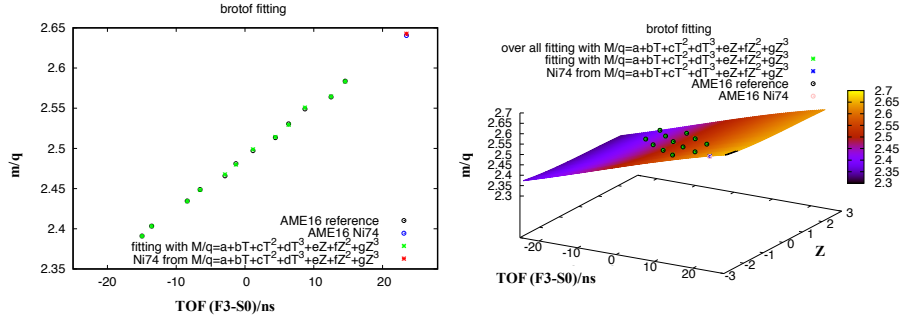 brotof fitting
2.65
2.6
2.55
2.5
2.45
2.4
2.35
m/q
-20 -10 0 10 20
TOF (F3-S0)/ns
AME16 reference
AME16 Ni74
fitting with M/q=a+bT+cT²+dT³+eZ+fZ²+gZ³
Ni74 from M/q=a+bT+cT²+dT³+eZ+fZ²+gZ³
brotof fitting
over all fitting with M/q=a+bT+cT²+dT³+eZ+fZ²+gZ³
fitting with M/q=a+bT+cT²+dT³+eZ+fZ²+gZ³
Ni74 from M/q=a+bT+cT²+dT³+eZ+fZ²+gZ³
AME16 reference
AME16 Ni74
2.7
2.65
2.6
2.55
2.5
2.45
2.4
2.35
2.3
m/q
-20 -10 0 10 20
TOF (F3-S0)/ns
-3 -2 -1 0 1 2 3
Z
2.7
2.65
2.6
2.55
2.5
2.45
2.4
2.35
2.3